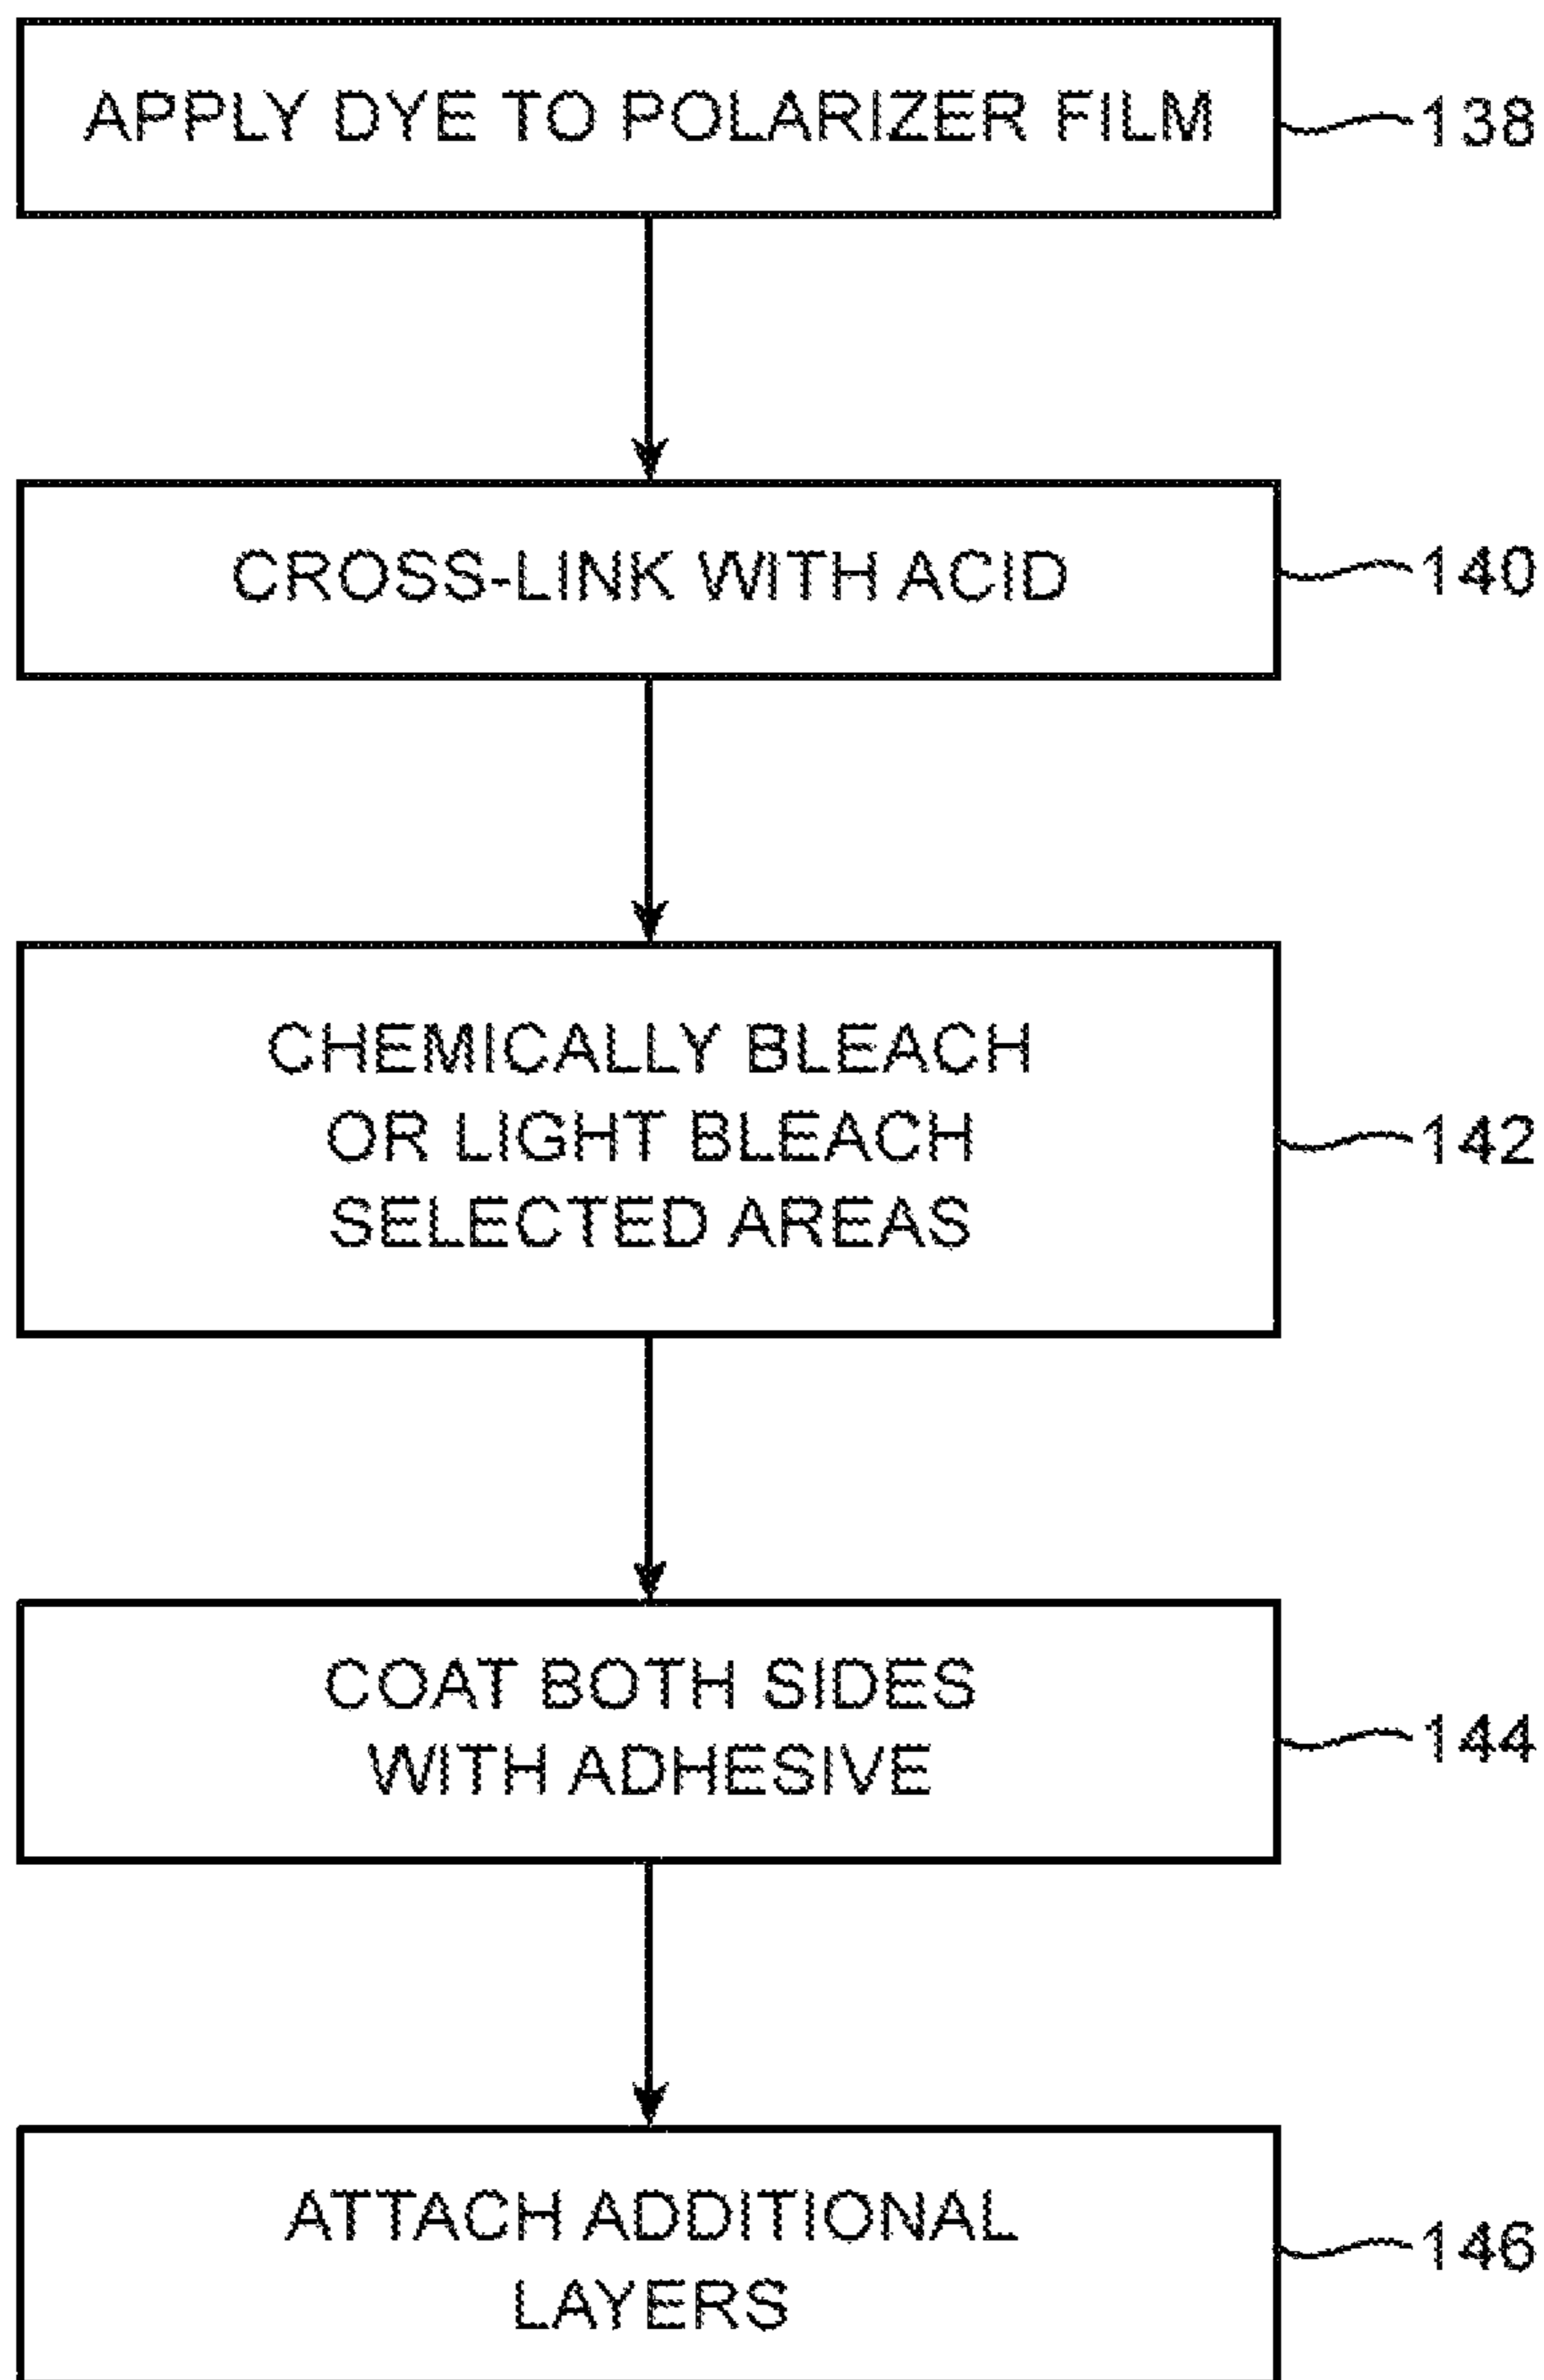 APPLY DYE TO POLARIZER FILM
138
CROSS-LINK WITH ACID
140
CHEMICALLY BLEACH
OR LIGHT BLEACH
SELECTED AREAS
142
COAT BOTH SIDES
WITH ADHESIVE
144
ATTACH ADDITIONAL
LAYERS
146